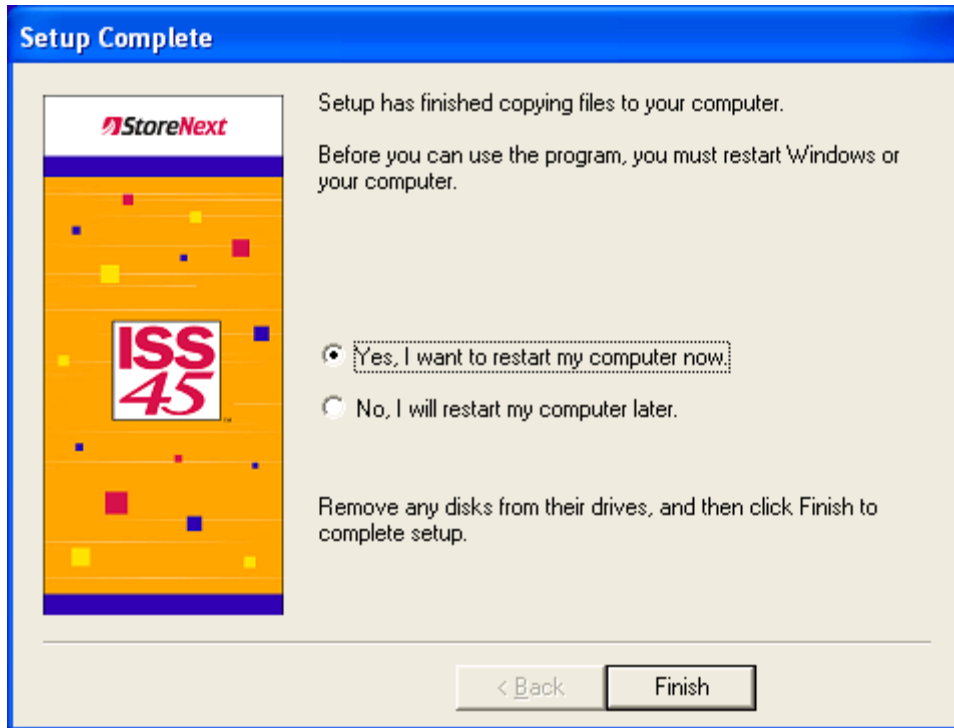 Setup Complete
StoreNext
Setup has finished copying files to your computer.
Before you can use the program, you must restart Windows or
your computer.
ISS
45
Yes, I want to restart my computer now.
No, I will restart my computer later.
Remove any disks from their drives, and then click Finish to
complete setup.
< Back
Finish